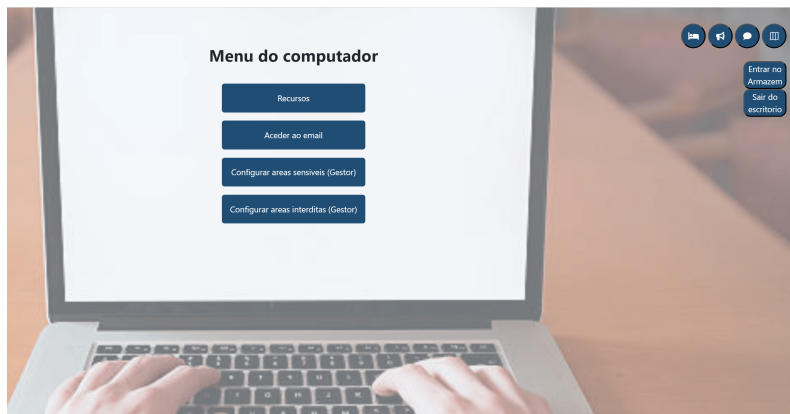 Menu do computador
Recursos
Aceder ao email
Configurar areas sensiveis (Gestor)
Configurar areas interditas (Gestor)
Entrar no
Armazem
Sair do
escritorio